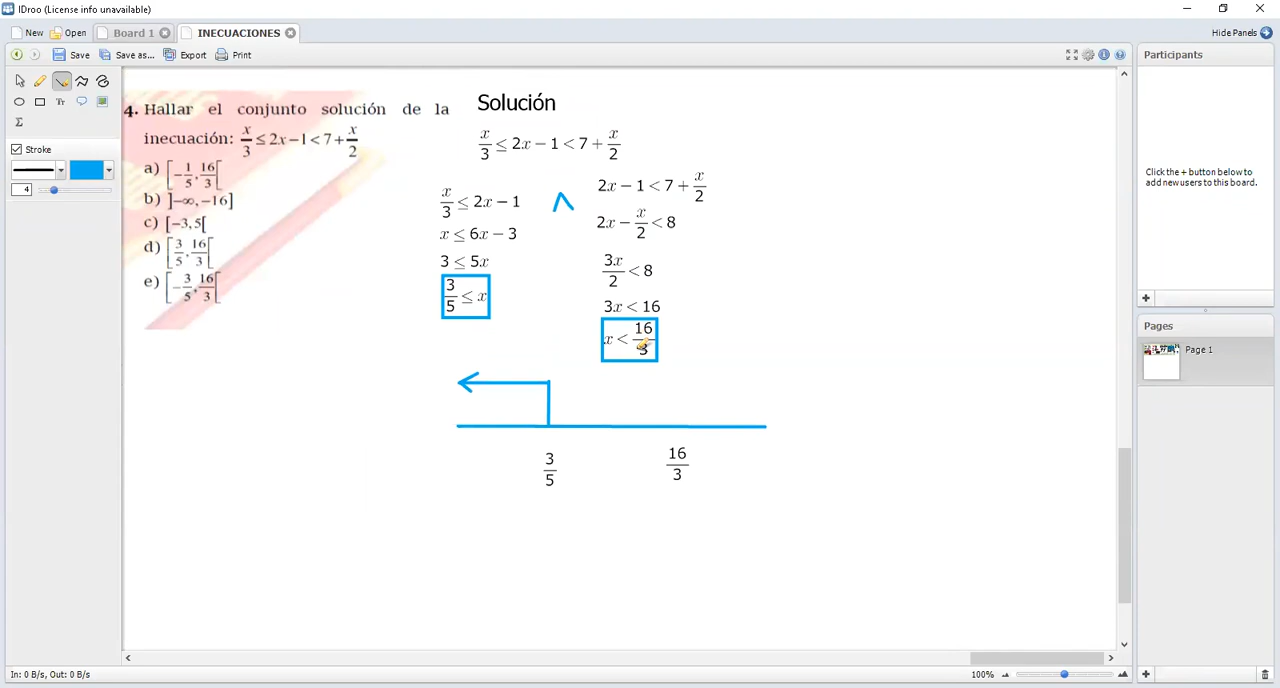 IDroo (License info unavailable)
New Open Board 1 INECUACIONES Hide Panels
Save Save as... Export Print
Participants
Click the + button below to
add new users to this board.
Pages
Page 1
Tr
Σ
Stroke
4
4. Hallar el conjunto solución de la
inecuación: x/3 ≤ 2x − 1 < 7 + x/2
a) [−1/5, 16/3[
b) ]−∞, −16]
c) [−3, 5[
d) [3/5, 16/3[
e) [−3/5, 16/3[
Solución
x/3 ≤ 2x − 1 < 7 + x/2
x/3 ≤ 2x − 1
x ≤ 6x − 3
3 ≤ 5x
3/5 ≤ x
∧
2x − 1 < 7 + x/2
2x − x/2 < 8
3x/2 < 8
3x < 16
x < 16/3
3/5 16/3
In: 0 B/s, Out: 0 B/s
100%